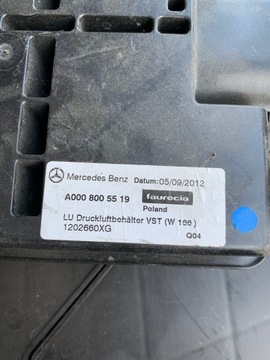 Mercedes Benz Datum: 05/09/2012
A000 800 55 19 faurecia
Poland
LU Druckluftbehälter VST (W 166)
1202660XG
Q04